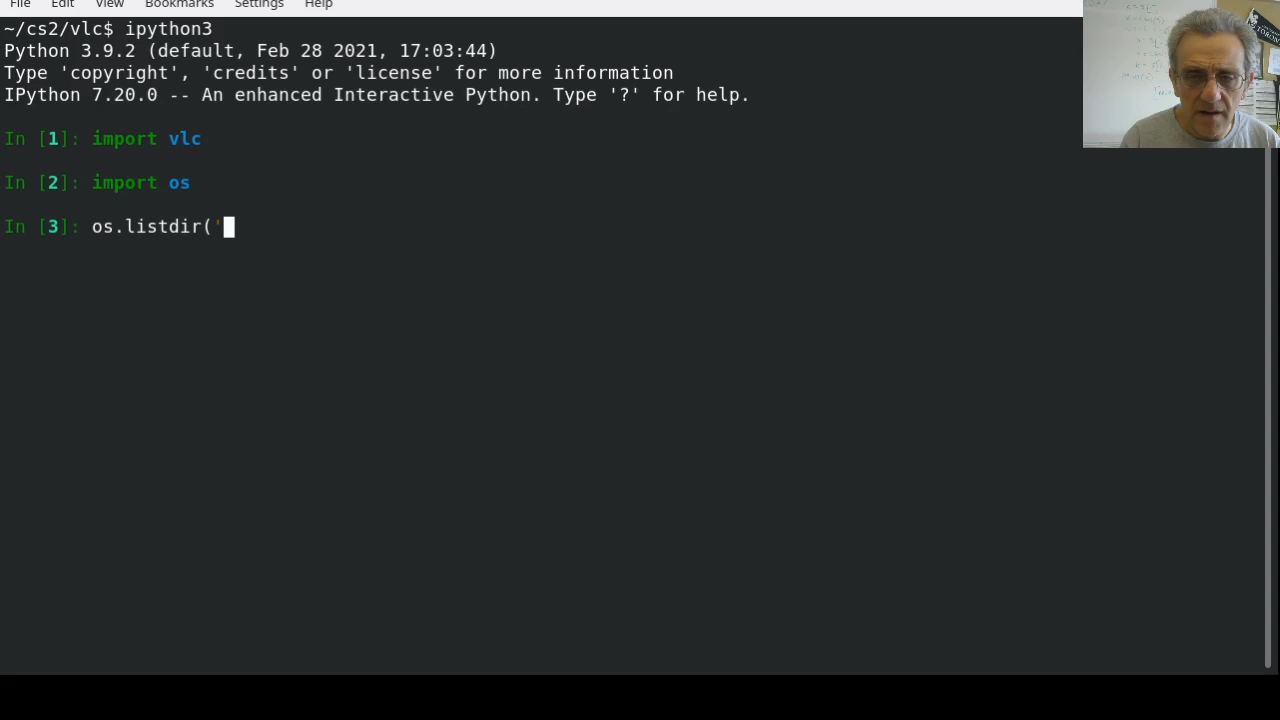 File Edit View Bookmarks Settings Help
~/cs2/vlc$ ipython3
Python 3.9.2 (default, Feb 28 2021, 17:03:44)
Type 'copyright', 'credits' or 'license' for more information
IPython 7.20.0 -- An enhanced Interactive Python. Type '?' for help.
In [1]: import vlc
In [2]: import os
In [3]: os.listdir('